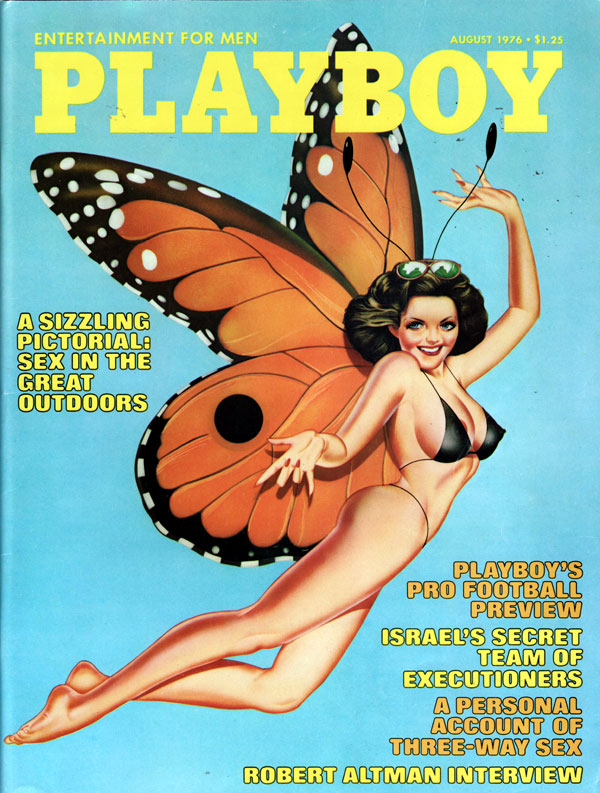 ENTERTAINMENT FOR MEN
AUGUST 1976 • $1.25
PLAYBOY
A SIZZLING
PICTORIAL:
SEX IN THE
GREAT
OUTDOORS
PLAYBOY'S
PRO FOOTBALL
PREVIEW
ISRAEL'S SECRET
TEAM OF
EXECUTIONERS
A PERSONAL
ACCOUNT OF
THREE-WAY SEX
ROBERT ALTMAN INTERVIEW